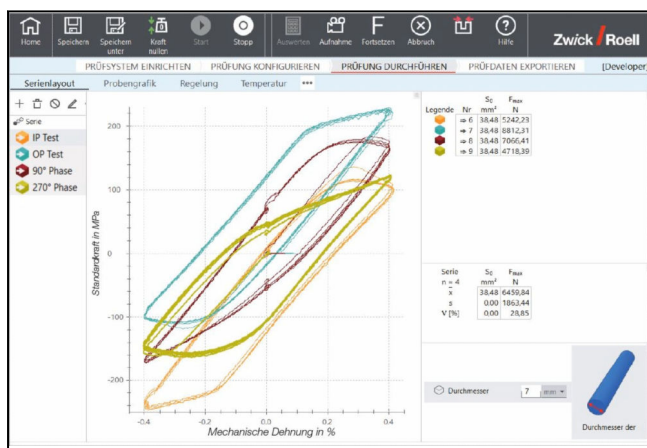 Home
Speichern
Speichern unter
Kraft nullen
Start
Stopp
Auswerten
Aufnahme
Fortsetzen
Abbruch
Hilfe
Zwick / Roell
PRÜFSYSTEM EINRICHTEN
PRÜFUNG KONFIGURIEREN
PRÜFUNG DURCHFÜHREN
PRÜFDATEN EXPORTIEREN
[Developer]
Serienlayout
Probengrafik
Regelung
Temperatur
•••
Serie
IP Test
OP Test
90° Phase
270° Phase
Standardkraft in MPa
200
100
0
-100
-200
-0.4
-0.2
0.0
0.2
0.4
Mechanische Dehnung in %
S0 Fmax
Legende Nr mm² N
⇒ 6 38,48 5242,23
⇒ 7 38,48 8812,31
⇒ 8 38,48 7066,41
⇒ 9 38,48 4718,39
Serie S0 Fmax
n = 4 mm² N
x̄ 38,48 6459,84
s 0,00 1863,44
V [%] 0,00 28,85
Durchmesser 7 mm
Durchmesser der